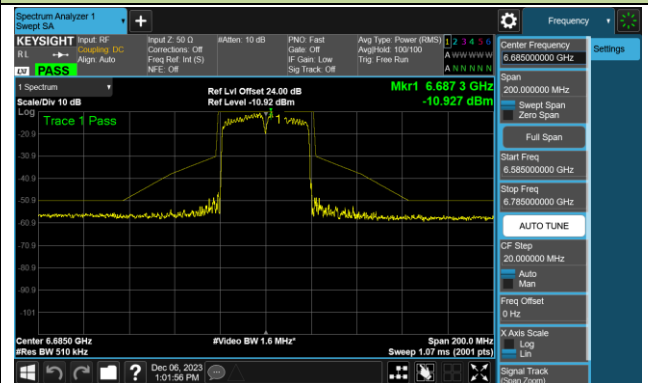 Spectrum Analyzer 1
Swept SA
+
Frequency
KEYSIGHT
RL
PASS
Input: RF
Coupling: DC
Align: Auto
Input Z: 50 Ω
Corrections: Off
Freq Ref: Int (S)
NFE: Off
#Atten: 10 dB
PNO: Fast
Gate: Off
IF Gain: Low
Sig Track: Off
Avg Type: Power (RMS)
Avg|Hold: 100/100
Trig: Free Run
1 2 3 4 5 6
A W W W W W
A N N N N N
1 Spectrum
Scale/Div 10 dB
Ref Lvl Offset 24.00 dB
Ref Level -10.92 dBm
Mkr1 6.687 3 GHz
-10.927 dBm
Log
Trace 1 Pass
1
-20.9
-30.9
-40.9
-50.9
-60.9
-70.9
-80.9
-90.9
-101
Center 6.6850 GHz
#Res BW 510 kHz
#Video BW 1.6 MHz*
Span 200.0 MHz
Sweep 1.07 ms (2001 pts)
Center Frequency
6.685000000 GHz
Settings
Span
200.000000 MHz
Swept Span
Zero Span
Full Span
Start Freq
6.585000000 GHz
Stop Freq
6.785000000 GHz
AUTO TUNE
CF Step
20.000000 MHz
Auto
Man
Freq Offset
0 Hz
X Axis Scale
Log
Lin
Signal Track
(Span Zoom)
?
Dec 06, 2023
1:01:56 PM